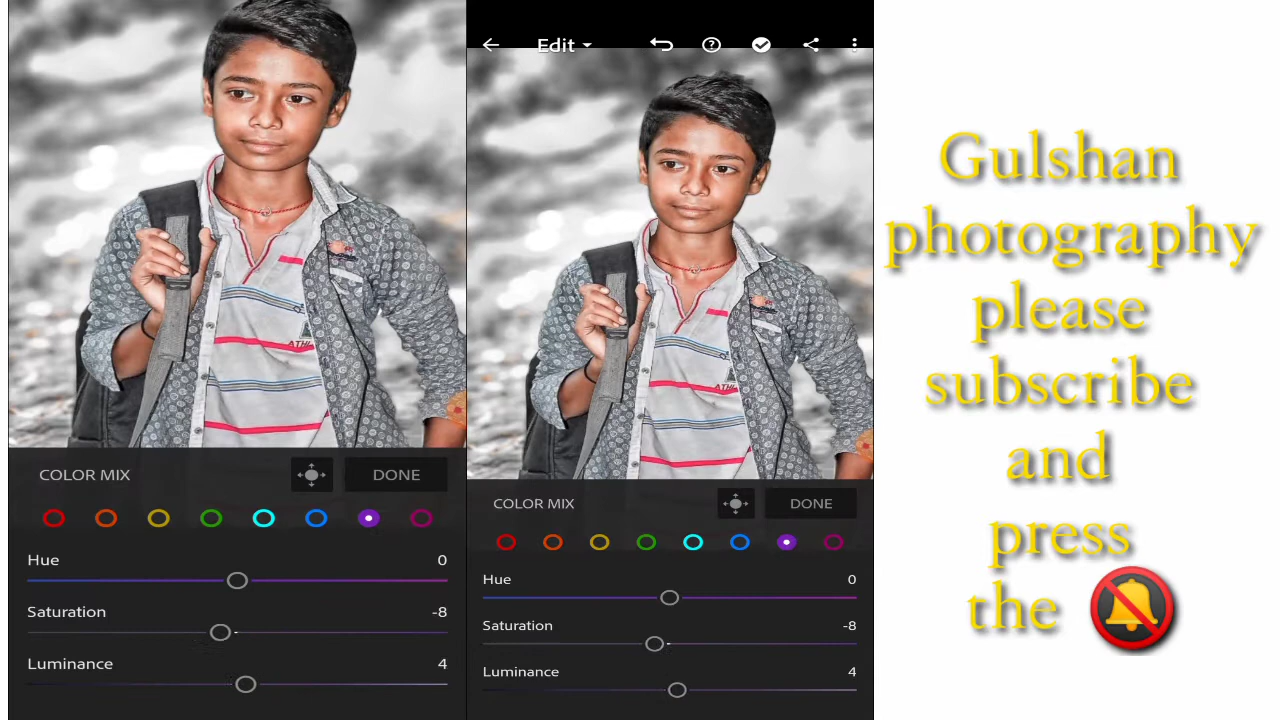 COLOR MIX
DONE
Hue 0
Saturation -8
Luminance 4
ATHL
Edit
COLOR MIX
DONE
Hue 0
Saturation -8
Luminance 4
Gulshan
photography
please
subscribe
and
press
the